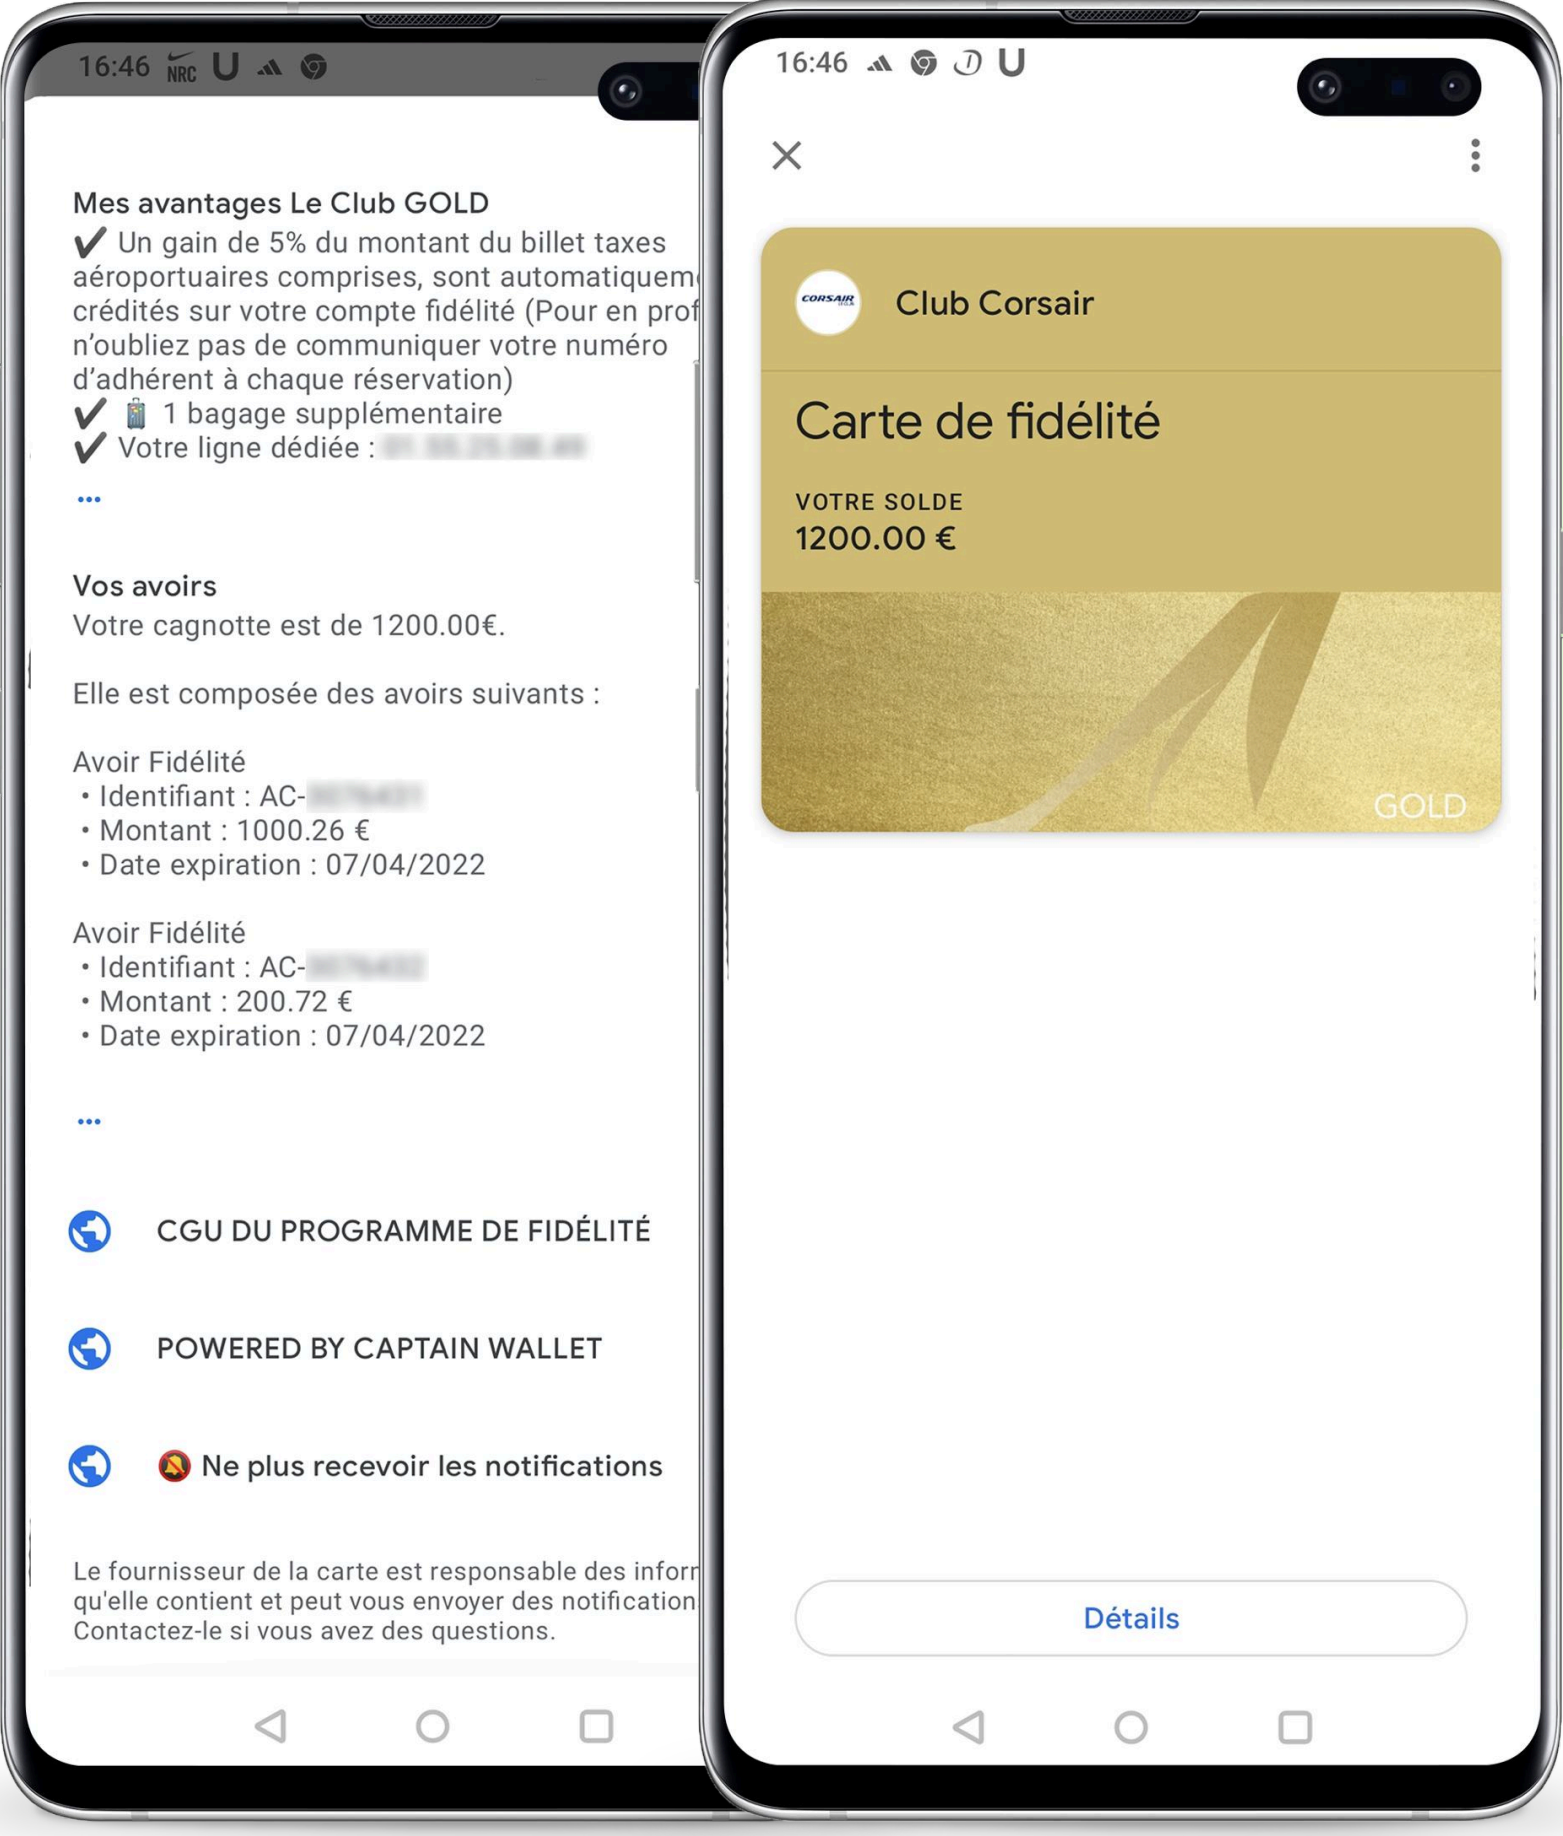 16:46 NRC U
Mes avantages Le Club GOLD
✔ Un gain de 5% du montant du billet taxes
aéroportuaires comprises, sont automatiquem
crédités sur votre compte fidélité (Pour en prof
n’oubliez pas de communiquer votre numéro
d’adhérent à chaque réservation)
✔ 🧳 1 bagage supplémentaire
✔ Votre ligne dédiée :
...
Vos avoirs
Votre cagnotte est de 1200.00€.
Elle est composée des avoirs suivants :
Avoir Fidélité
• Identifiant : AC-
• Montant : 1000.26 €
• Date expiration : 07/04/2022
Avoir Fidélité
• Identifiant : AC-
• Montant : 200.72 €
• Date expiration : 07/04/2022
...
CGU DU PROGRAMME DE FIDÉLITÉ
POWERED BY CAPTAIN WALLET
🔕 Ne plus recevoir les notifications
Le fournisseur de la carte est responsable des inforr
qu'elle contient et peut vous envoyer des notification
Contactez-le si vous avez des questions.
16:46 U
CORSAIR
Club Corsair
Carte de fidélité
VOTRE SOLDE
1200.00 €
GOLD
Détails